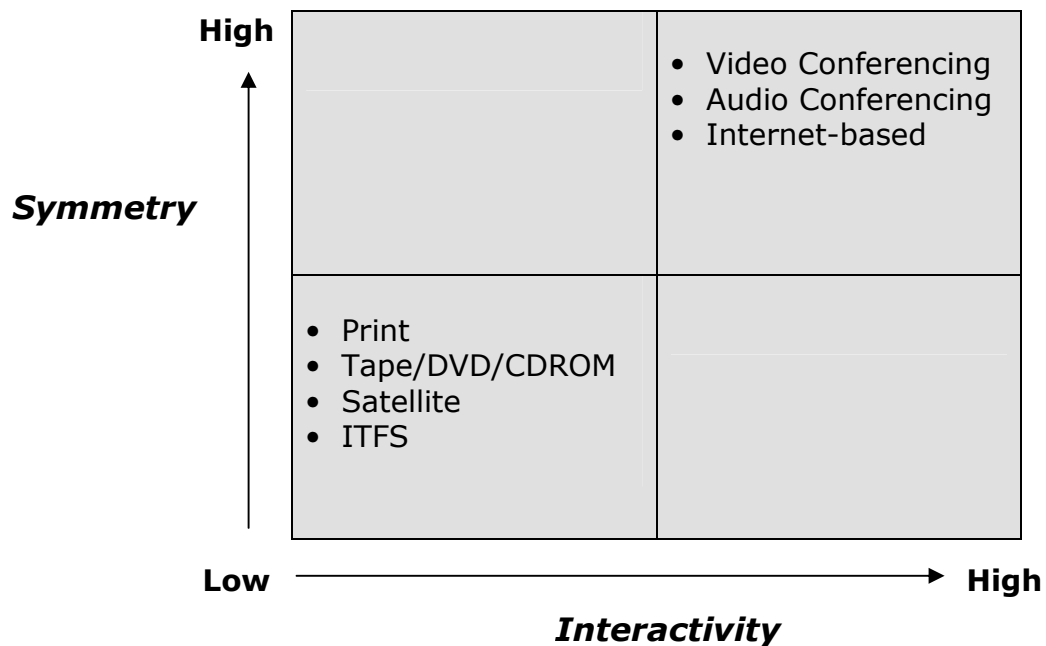 High
• Video Conferencing
• Audio Conferencing
• Internet-based
Symmetry
• Print
• Tape/DVD/CDROM
• Satellite
• ITFS
Low
High
Interactivity